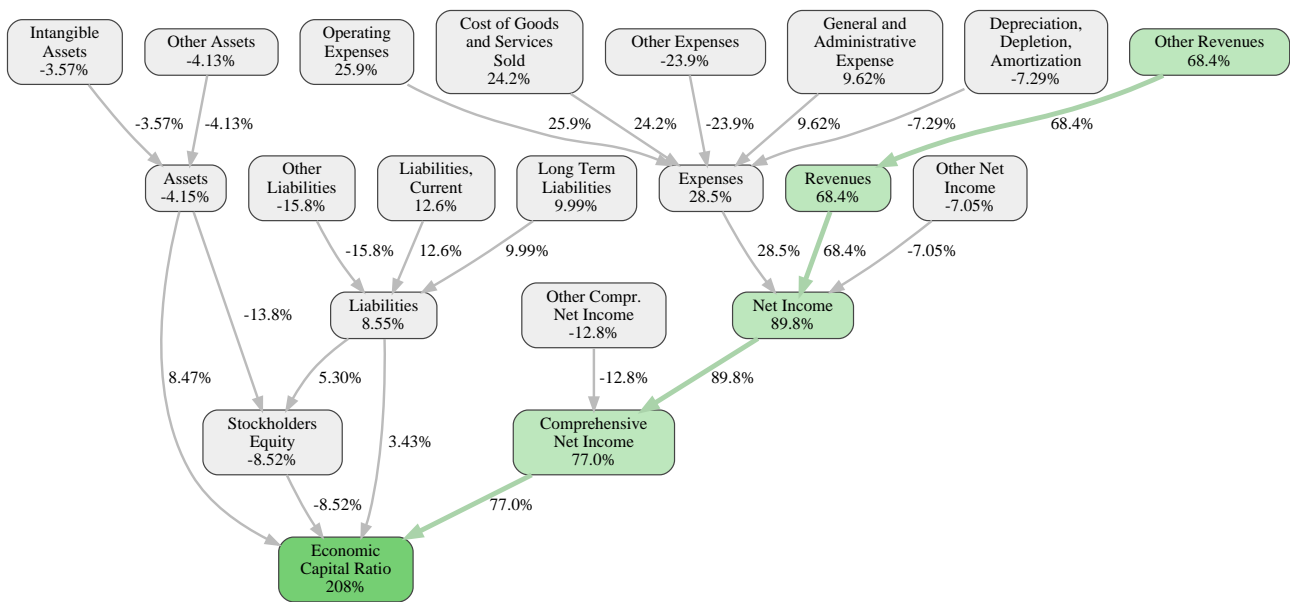 Intangible
Assets
-3.57%
Other Assets
-4.13%
Operating
Expenses
25.9%
Cost of Goods
and Services
Sold
24.2%
Other Expenses
-23.9%
General and
Administrative
Expense
9.62%
Depreciation,
Depletion,
Amortization
-7.29%
Other Revenues
68.4%
-3.57%
-4.13%
25.9%
24.2%
-23.9%
9.62%
-7.29%
68.4%
Assets
-4.15%
Other
Liabilities
-15.8%
Liabilities,
Current
12.6%
Long Term
Liabilities
9.99%
Expenses
28.5%
Revenues
68.4%
Other Net
Income
-7.05%
-15.8%
12.6%
9.99%
28.5%
68.4%
-7.05%
-13.8%
Liabilities
8.55%
Other Compr.
Net Income
-12.8%
Net Income
89.8%
8.47%
5.30%
-12.8%
89.8%
Stockholders
Equity
-8.52%
3.43%
Comprehensive
Net Income
77.0%
-8.52%
77.0%
Economic
Capital Ratio
208%